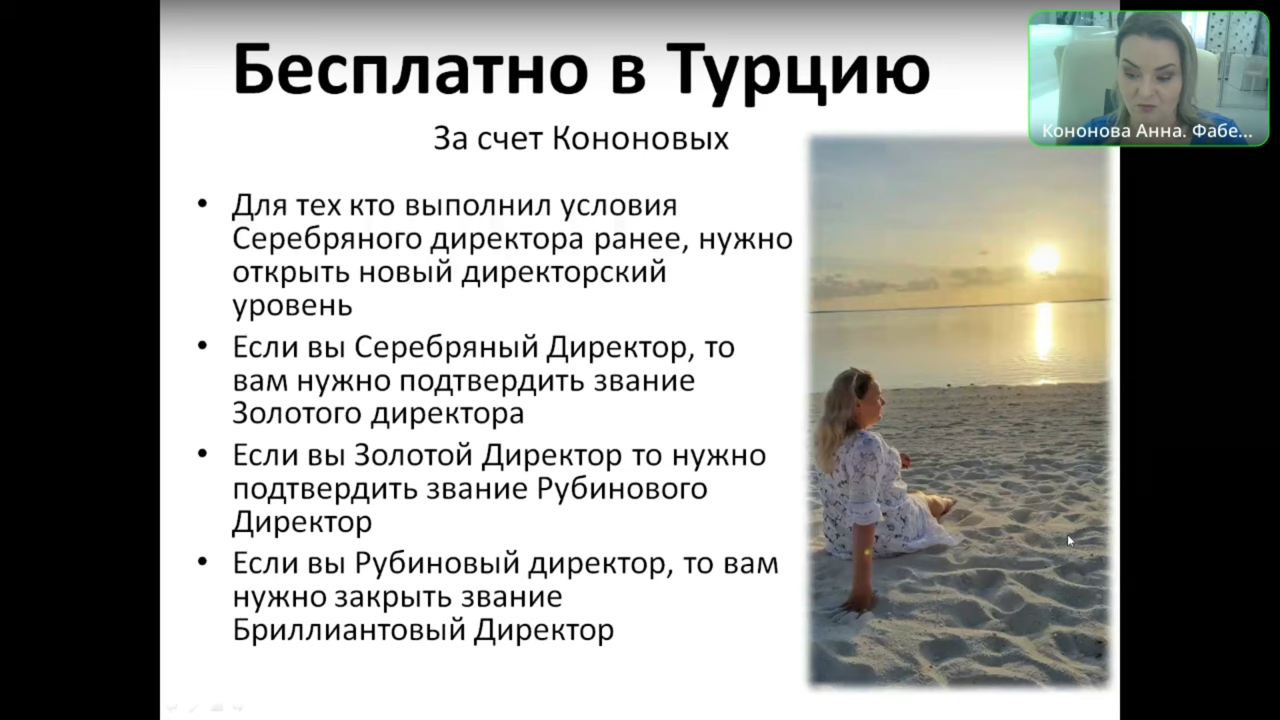 Бесплатно в Турцию
За счет Кононовых
Кононова Анна. Фабе...
• Для тех кто выполнил условия
Серебряного директора ранее, нужно
открыть новый директорский
уровень
• Если вы Серебряный Директор, то
вам нужно подтвердить звание
Золотого директора
• Если вы Золотой Директор то нужно
подтвердить звание Рубинового
Директор
• Если вы Рубиновый директор, то вам
нужно закрыть звание
Бриллиантовый Директор